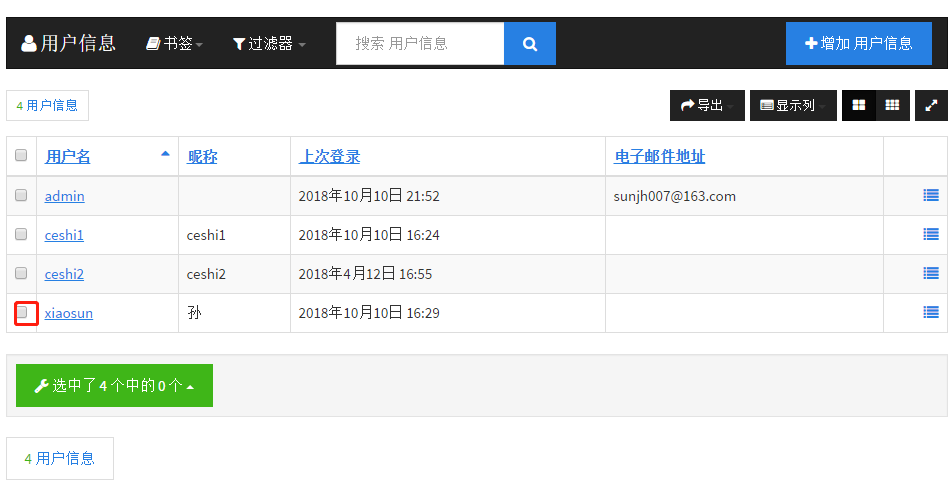 用户信息 书签 过滤器 搜索 用户信息 增加 用户信息
4 用户信息 导出 显示列
用户名 昵称 上次登录 电子邮件地址
admin 2018年10月10日 21:52 sunjh007@163.com
ceshi1 ceshi1 2018年10月10日 16:24
ceshi2 ceshi2 2018年4月12日 16:55
xiaosun 孙 2018年10月10日 16:29
选中了 4 个中的 0 个
4 用户信息